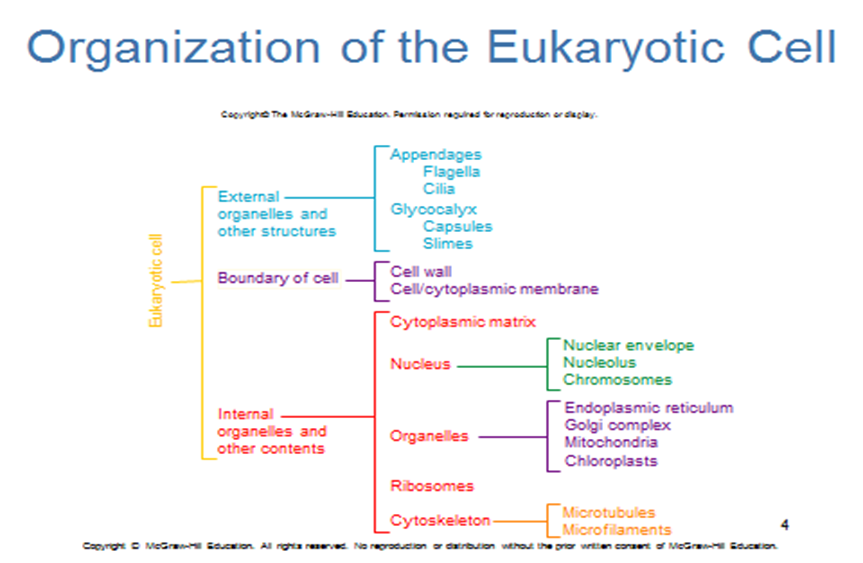 Organization of the Eukaryotic Cell
Copyright© The McGraw-Hill Education. Permission required for reproduction or display.
Eukaryotic cell
External
organelles and
other structures
Appendages
Flagella
Cilia
Glycocalyx
Capsules
Slimes
Boundary of cell
Cell wall
Cell/cytoplasmic membrane
Internal
organelles and
other contents
Cytoplasmic matrix
Nucleus
Nuclear envelope
Nucleolus
Chromosomes
Organelles
Endoplasmic reticulum
Golgi complex
Mitochondria
Chloroplasts
Ribosomes
Cytoskeleton
Microtubules
Microfilaments
4
Copyright © McGraw-Hill Education. All rights reserved. No reproduction or distribution without the prior written consent of McGraw-Hill Education.